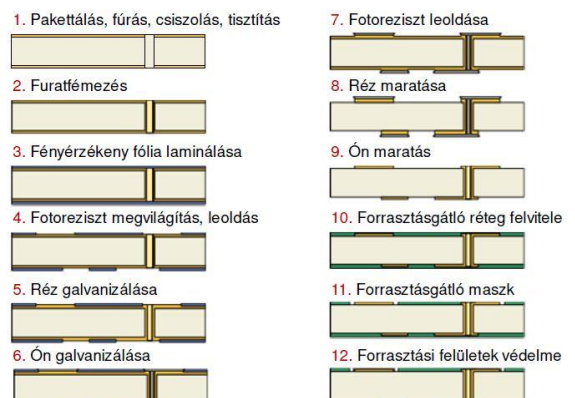 1. Pakettálás, fúrás, csiszolás, tisztítás
2. Furatfémezés
3. Fényérzékeny fólia laminálása
4. Fotoreziszt megvilágítás, leoldás
5. Réz galvanizálása
6. Ón galvanizálása
7. Fotoreziszt leoldása
8. Réz maratása
9. Ón maratás
10. Forrasztásgátló réteg felvitele
11. Forrasztásgátló maszk
12. Forrasztási felületek védelme